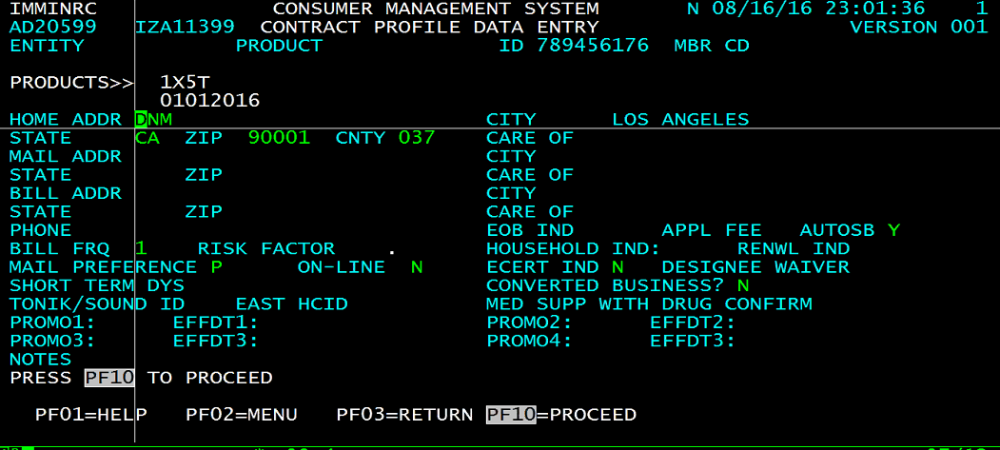 IMMINRC CONSUMER MANAGEMENT SYSTEM N 08/16/16 23:01:36 1
AD20599 IZA11399 CONTRACT PROFILE DATA ENTRY VERSION 001
ENTITY PRODUCT ID 789456176 MBR CD
PRODUCTS>> 1X5T
01012016
HOME ADDR DNM CITY LOS ANGELES
STATE CA ZIP 90001 CNTY 037 CARE OF
MAIL ADDR CITY
STATE ZIP CARE OF
BILL ADDR CITY
STATE ZIP CARE OF
PHONE EOB IND APPL FEE AUTOSB Y
BILL FRQ 1 RISK FACTOR . HOUSEHOLD IND: RENWL IND
MAIL PREFERENCE P ON-LINE N ECERT IND N DESIGNEE WAIVER
SHORT TERM DYS CONVERTED BUSINESS? N
TONIK/SOUND ID EAST HCID MED SUPP WITH DRUG CONFIRM
PROMO1: EFFDT1: PROMO2: EFFDT2:
PROMO3: EFFDT3: PROMO4: EFFDT3:
NOTES
PRESS PF10 TO PROCEED
PF01=HELP PF02=MENU PF03=RETURN PF10=PROCEED